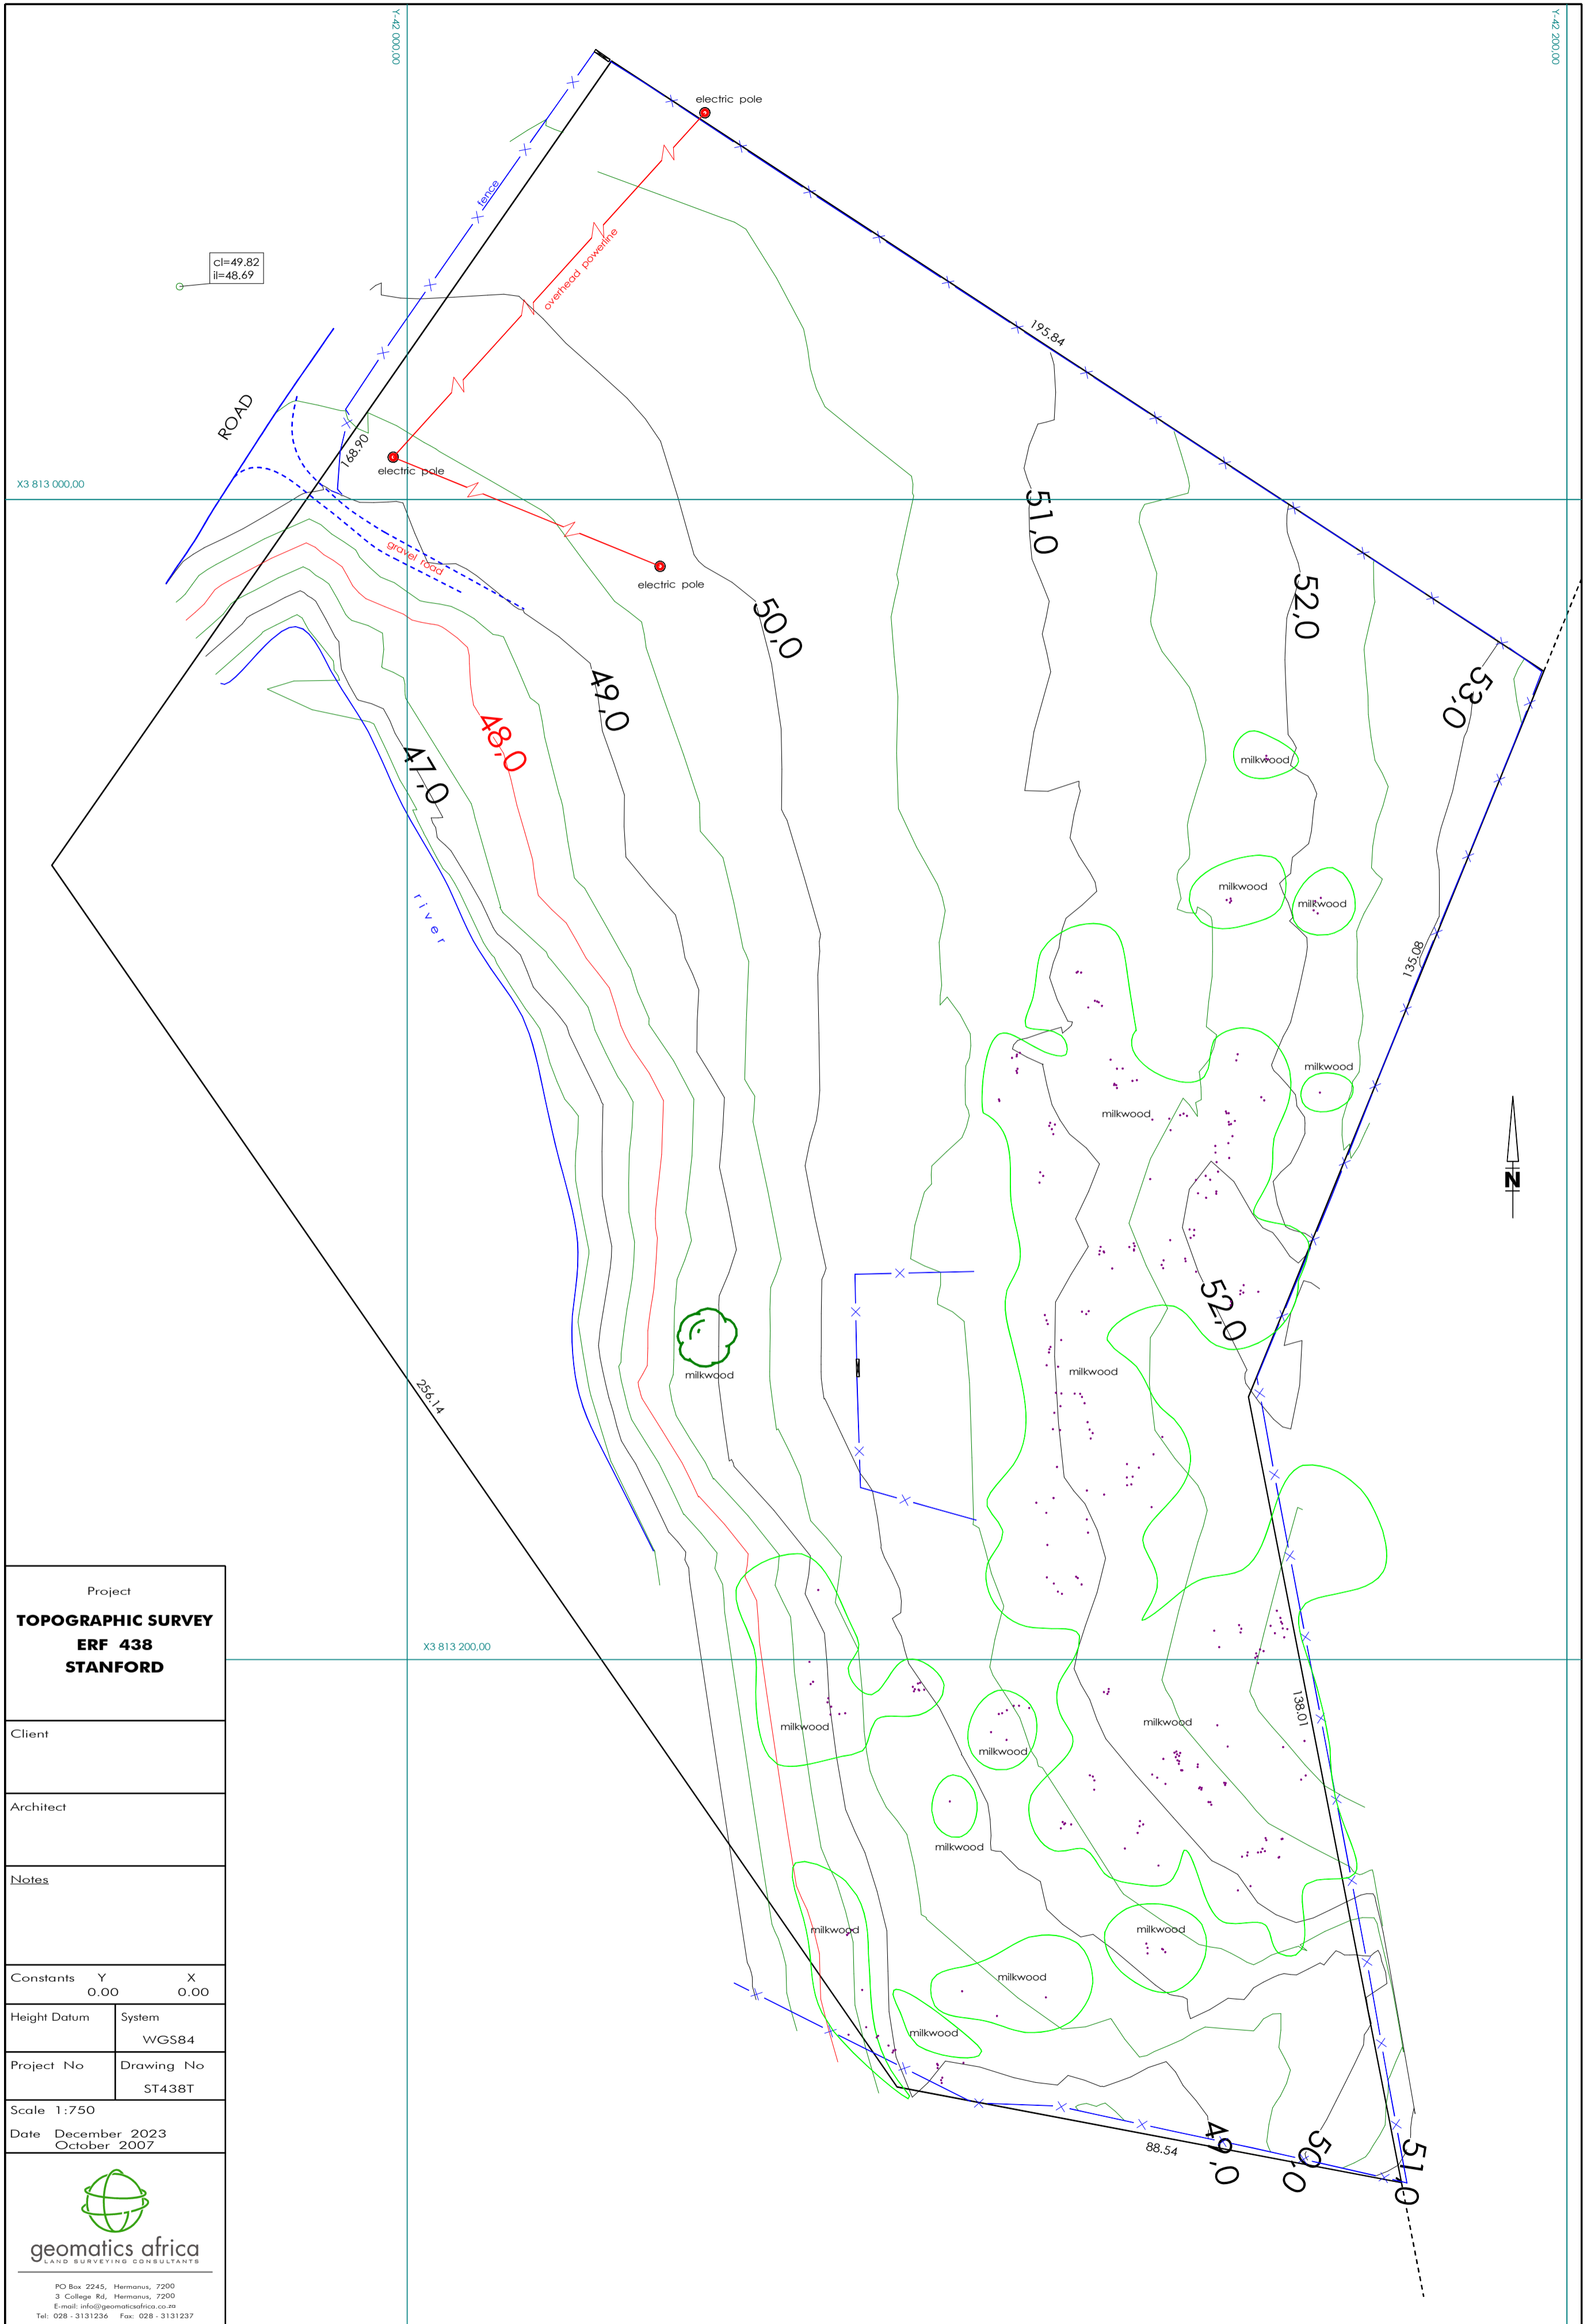 Y-42 000,00
Y-42 200,00
electric pole
fence
cl=49.82
il=48.69
overhead powerline
195.84
ROAD
168.90
electric pole
X3 813 000,00
51,0
gravel road
electric pole
50,0
52,0
49,0
53,0
48,0
47,0
milkwood
milkwood
milkwood
river
135.08
milkwood
milkwood
N
52,0
milkwood
milkwood
256.14
Project
TOPOGRAPHIC SURVEY
ERF 438
STANFORD
X3 813 200,00
138.01
milkwood
milkwood
milkwood
milkwood
milkwood
milkwood
milkwood
milkwood
88.54
49,0
50,0
51,0
Client
Architect
Notes
Constants Y X
0.00 0.00
Height Datum System
WGS84
Project No Drawing No
ST438T
Scale 1:750
Date December 2023
October 2007
geomatics africa
LAND SURVEYING CONSULTANTS
PO Box 2245, Hermanus, 7200
3 College Rd, Hermanus, 7200
E-mail: info@geomaticsafrica.co.za
Tel: 028 - 3131236 Fax: 028 - 3131237